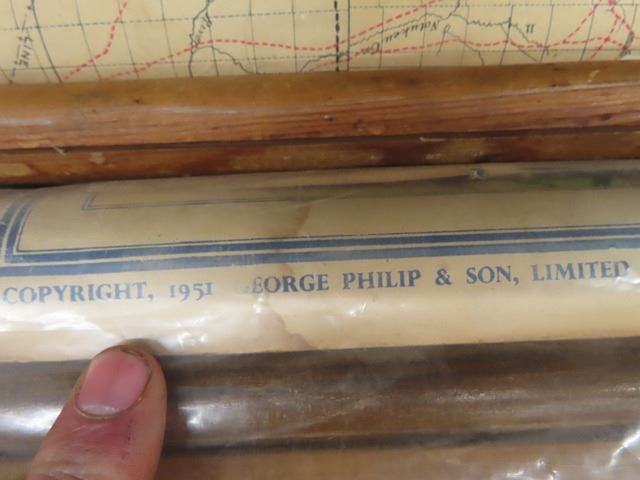 COPYRIGHT, 1951 GEORGE PHILIP & SON, LIMITED